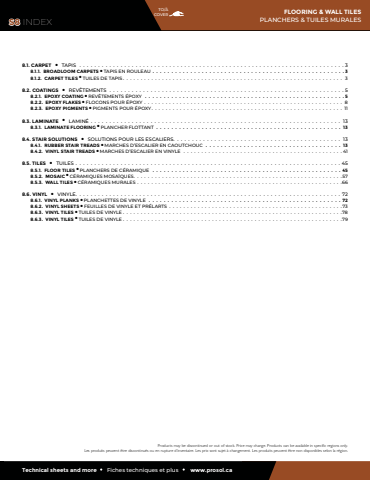 S8 INDEX
THIS COVER
FLOORING & WALL TILES
PLANCHERS & TUILES MURALES
8.1. CARPET • TAPIS 3
8.1.1. BROADLOOM CARPETS • TAPIS EN ROULEAU 3
8.1.2. CARPET TILES • TUILES DE TAPIS 3
8.2. COATINGS • REVÊTEMENTS 5
8.2.1. EPOXY COATING • REVÊTEMENTS ÉPOXY 5
8.2.2. EPOXY FLAKES • FLOCONS POUR ÉPOXY 8
8.2.3. EPOXY PIGMENTS • PIGMENTS POUR ÉPOXY 11
8.3. LAMINATE • LAMINÉ 13
8.3.1. LAMINATE FLOORING • PLANCHER FLOTTANT 13
8.4. STAIR SOLUTIONS • SOLUTIONS POUR LES ESCALIERS 13
8.4.1. RUBBER STAIR TREADS • MARCHES D'ESCALIER EN CAOUTCHOUC 13
8.4.2. VINYL STAIR TREADS • MARCHES D'ESCALIER EN VINYLE 41
8.5. TILES • TUILES 45
8.5.1. FLOOR TILES • PLANCHERS DE CÉRAMIQUE 45
8.5.2. MOSAIC • CÉRAMIQUES MOSAÏQUES 57
8.5.3. WALL TILES • CÉRAMIQUES MURALES 66
8.6. VINYL • VINYLE 72
8.6.1. VINYL PLANKS • PLANCHETTES DE VINYLE 72
8.6.2. VINYL SHEETS • FEUILLES DE VINYLE ET PRÉLARTS 73
8.6.3. VINYL TILES • TUILES DE VINYLE 78
8.6.3. VINYL TILES • TUILES DE VINYLE 79
Products may be discontinued or out of stock. Price may change. Products can be available in specific regions only.
Les produits peuvent être discontinués ou en rupture d'inventaire. Les prix sont sujet à changement. Les produits peuvent être non disponibles selon la région.
Technical sheets and more • Fiches techniques et plus • www.prosol.ca